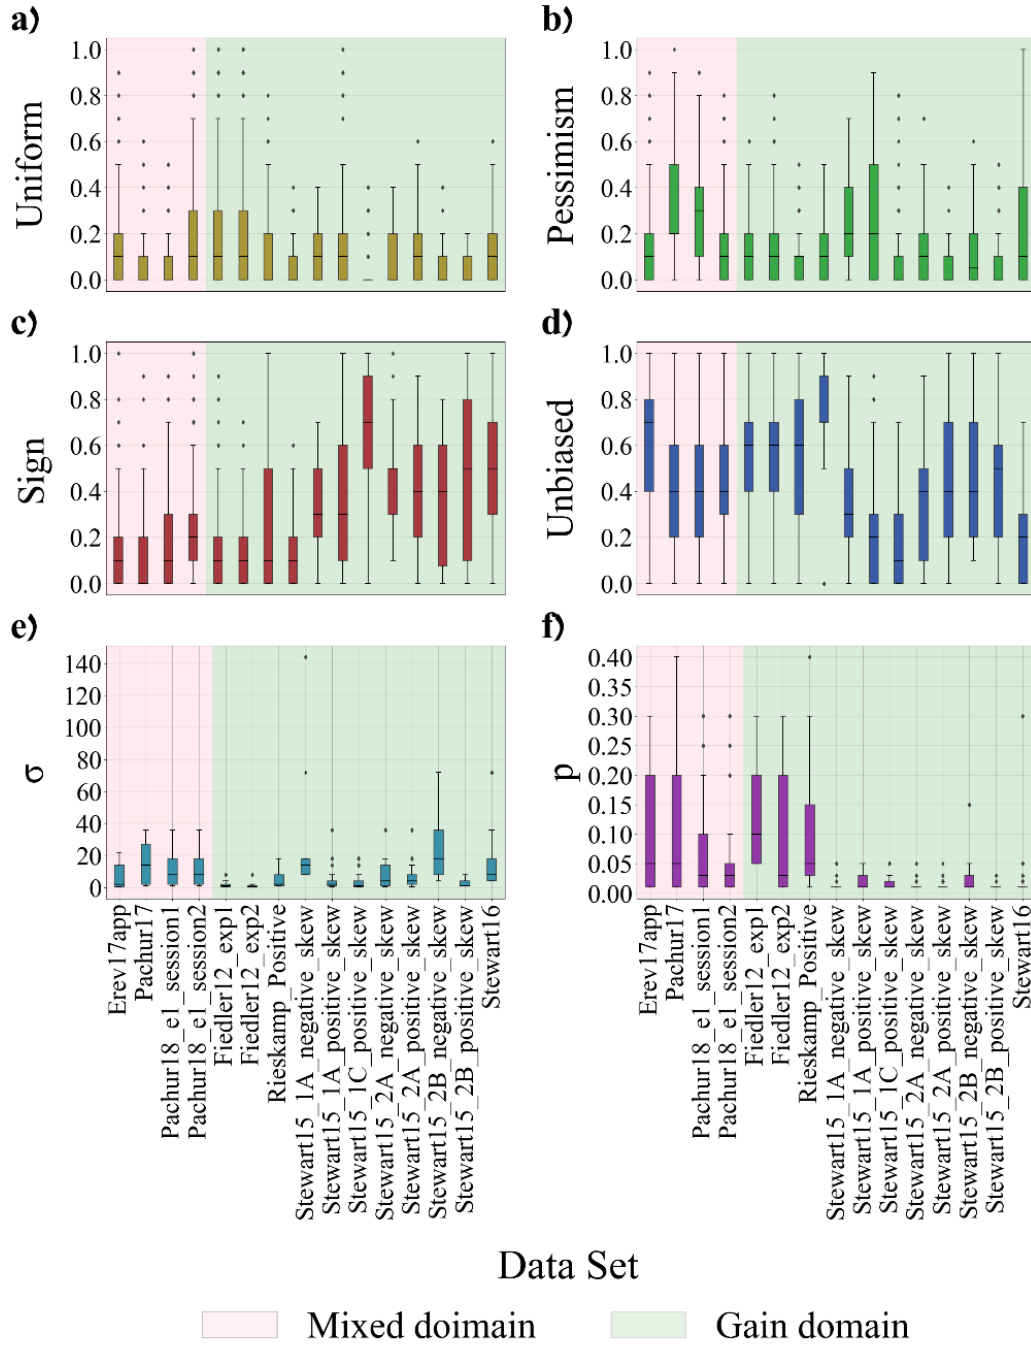 a)
1.0
0.8
0.6
0.4
0.2
0.0
Uniform
b)
1.0
0.8
0.6
0.4
0.2
0.0
Pessimism
c)
1.0
0.8
0.6
0.4
0.2
0.0
Sign
d)
1.0
0.8
0.6
0.4
0.2
0.0
Unbiased
e)
140
120
100
80
60
40
20
0
σ
f)
0.40
0.35
0.30
0.25
0.20
0.15
0.10
0.05
0.00
p
Erev17app
Pachur17
Pachur18_e1_session1
Pachur18_e1_session2
Fiedler12_exp1
Fiedler12_exp2
Rieskamp_Positive
Stewart15_1A_negative_skew
Stewart15_1A_positive_skew
Stewart15_1C_positive_skew
Stewart15_2A_negative_skew
Stewart15_2A_positive_skew
Stewart15_2B_negative_skew
Stewart15_2B_positive_skew
Stewart16
Erev17app
Pachur17
Pachur18_e1_session1
Pachur18_e1_session2
Fiedler12_exp1
Fiedler12_exp2
Rieskamp_Positive
Stewart15_1A_negative_skew
Stewart15_1A_positive_skew
Stewart15_1C_positive_skew
Stewart15_2A_negative_skew
Stewart15_2A_positive_skew
Stewart15_2B_negative_skew
Stewart15_2B_positive_skew
Stewart16
Data Set
Mixed doimain
Gain domain